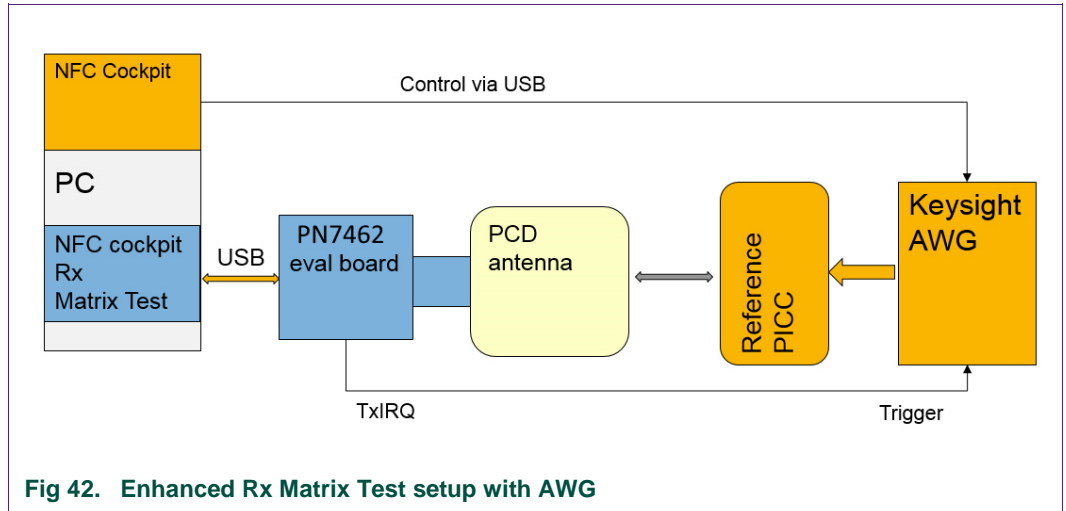 NFC Cockpit
Control via USB
PC
NFC cockpit
Rx
Matrix Test
USB
PN7462
eval board
PCD
antenna
Reference
PICC
Keysight
AWG
TxIRQ
Trigger
Fig 42. Enhanced Rx Matrix Test setup with AWG